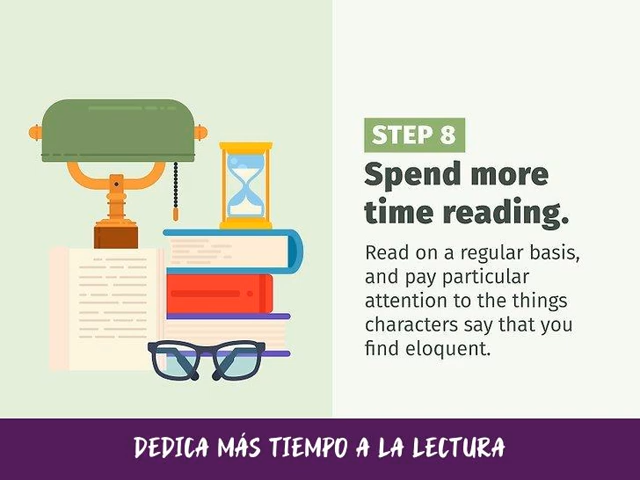 STEP 8
Spend more
time reading.
Read on a regular basis,
and pay particular
attention to the things
characters say that you
find eloquent.
DEDICA MÁS TIEMPO A LA LECTURA